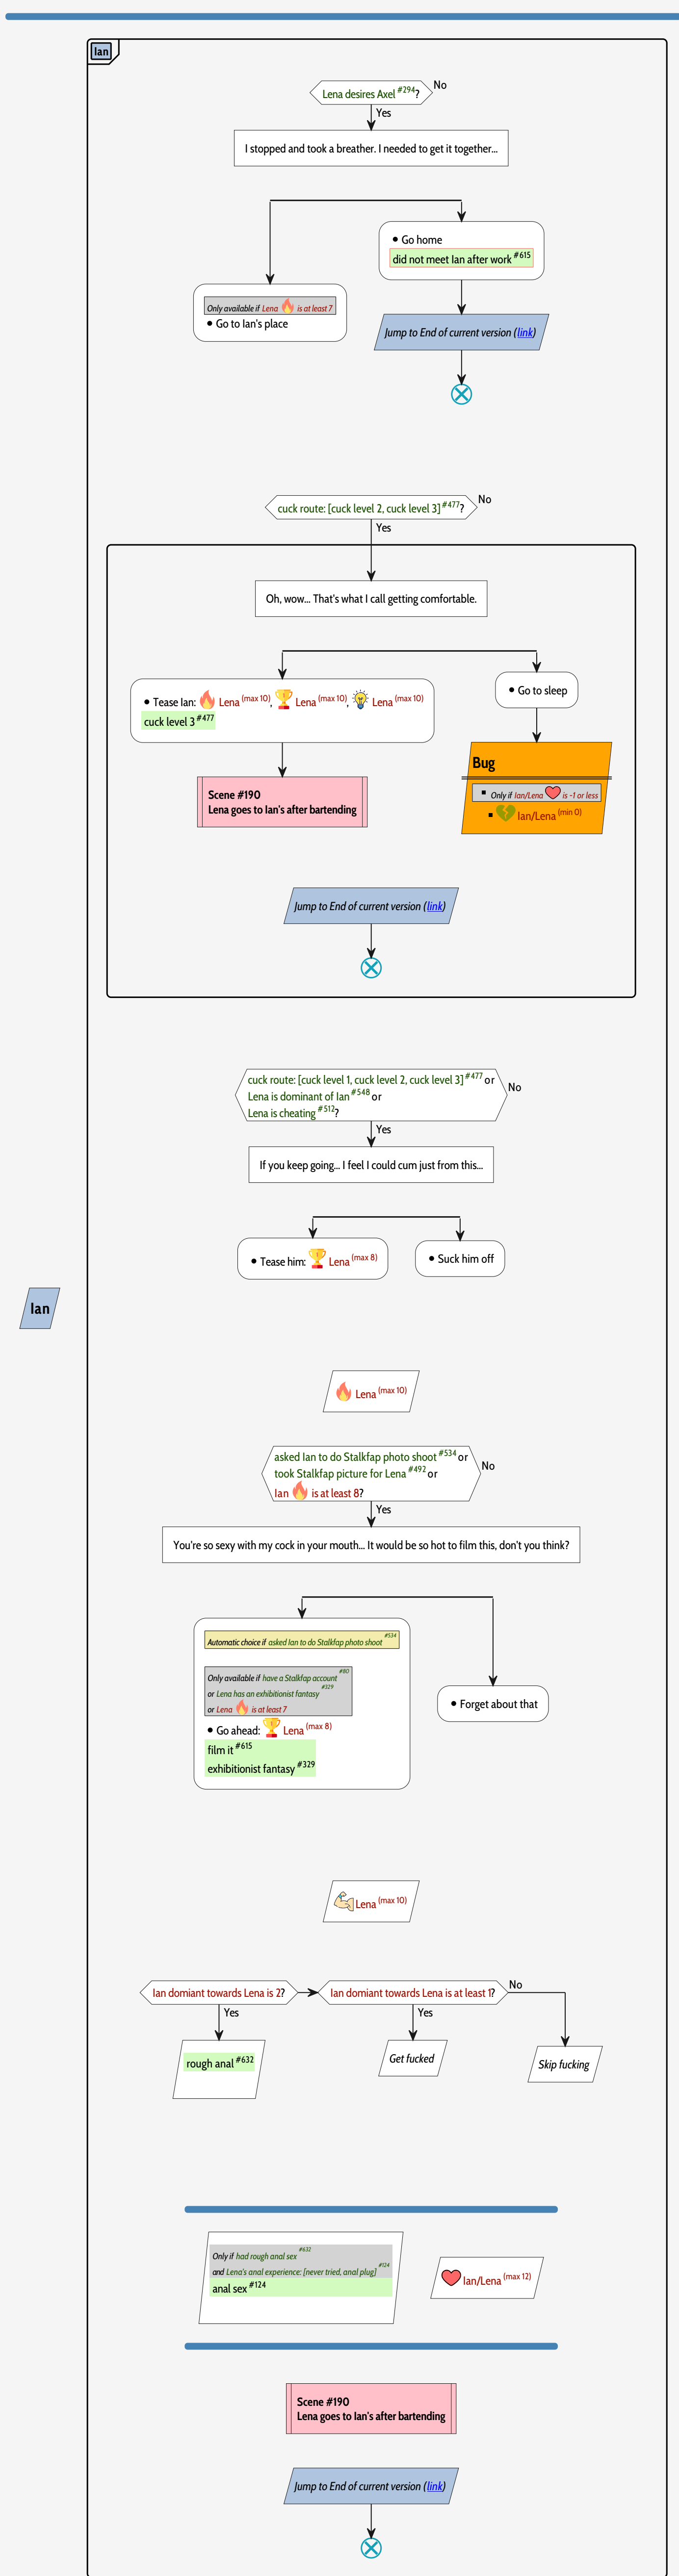 Ian
Lena desires Axel #294?
No
Yes
I stopped and took a breather. I needed to get it together...
Go home
did not meet Ian after work #615
Only available if Lena is at least 7
Go to Ian's place
Jump to End of current version (link)
cuck route: [cuck level 2, cuck level 3] #477?
No
Yes
Oh, wow... That's what I call getting comfortable.
Tease Ian: Lena (max 10), Lena (max 10), Lena (max 10)
cuck level 3 #477
Go to sleep
Scene #190
Lena goes to Ian's after bartending
Bug
Only if Ian/Lena is -1 or less
Ian/Lena (min 0)
Jump to End of current version (link)
cuck route: [cuck level 1, cuck level 2, cuck level 3] #477 or
Lena is dominant of Ian #548 or
Lena is cheating #512?
No
Yes
If you keep going... I feel I could cum just from this...
Tease him: Lena (max 8)
Suck him off
Ian
Lena (max 10)
asked Ian to do Stalkfap photo shoot #534 or
took Stalkfap picture for Lena #492 or
Ian is at least 8?
No
Yes
You're so sexy with my cock in your mouth... It would be so hot to film this, don't you think?
Automatic choice if asked Ian to do Stalkfap photo shoot #534
Only available if have a Stalkfap account #80
or Lena has an exhibitionist fantasy #329
or Lena is at least 7
Go ahead: Lena (max 8)
film it #615
exhibitionist fantasy #329
Forget about that
Lena (max 10)
Ian domiant towards Lena is 2?
Ian domiant towards Lena is at least 1?
No
Yes
Yes
rough anal #632
Get fucked
Skip fucking
Only if had rough anal sex #632
and Lena's anal experience: [never tried, anal plug] #124
anal sex #124
Ian/Lena (max 12)
Scene #190
Lena goes to Ian's after bartending
Jump to End of current version (link)